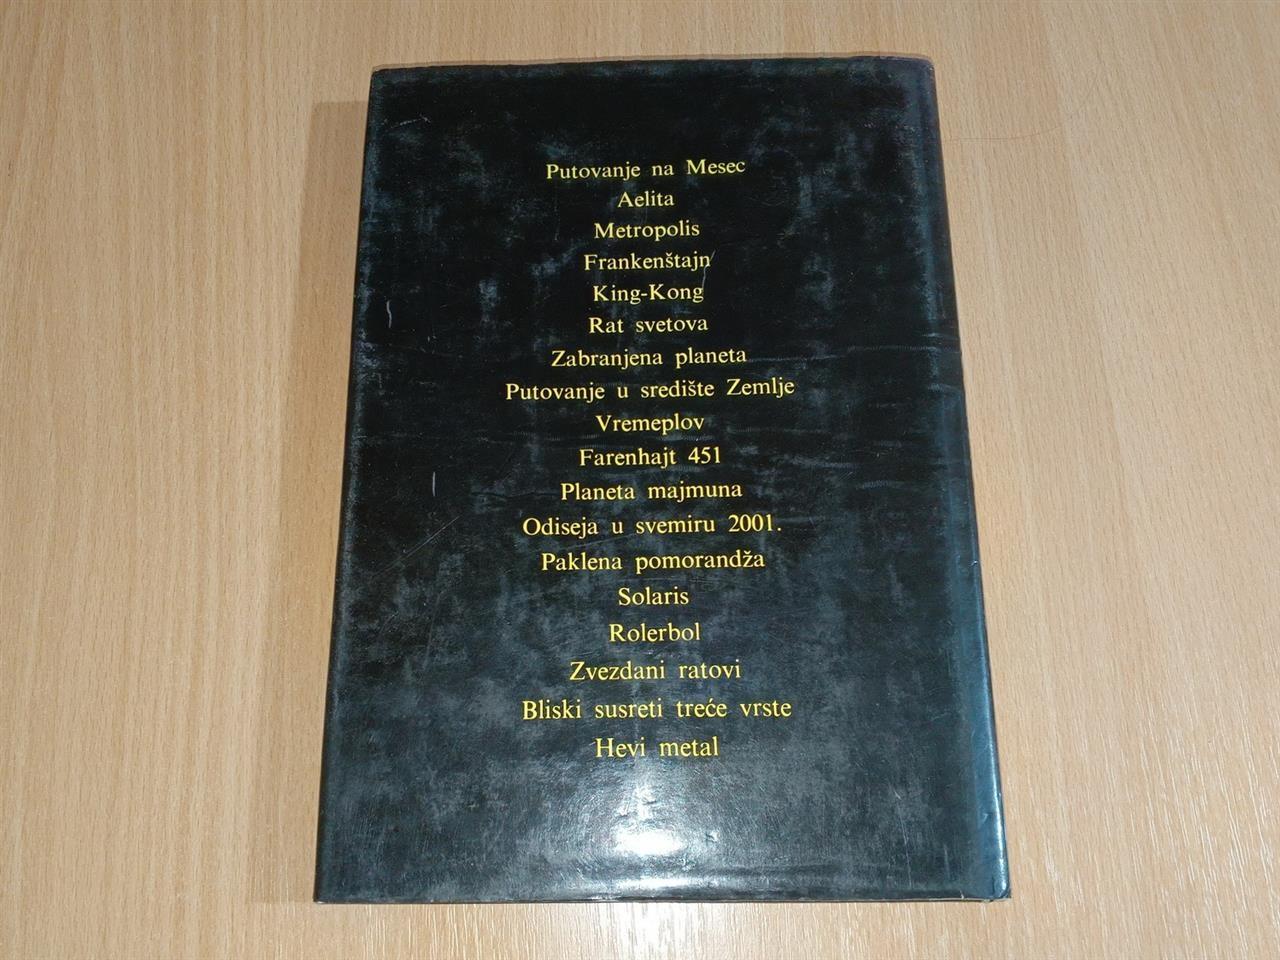 Putovanje na Mesec
Aelita
Metropolis
Frankenštajn
King-Kong
Rat svetova
Zabranjena planeta
Putovanje u središte Zemlje
Vremeplov
Farenhajt 451
Planeta majmuna
Odiseja u svemiru 2001.
Paklena pomorandža
Solaris
Rolerbol
Zvezdani ratovi
Bliski susreti treće vrste
Hevi metal